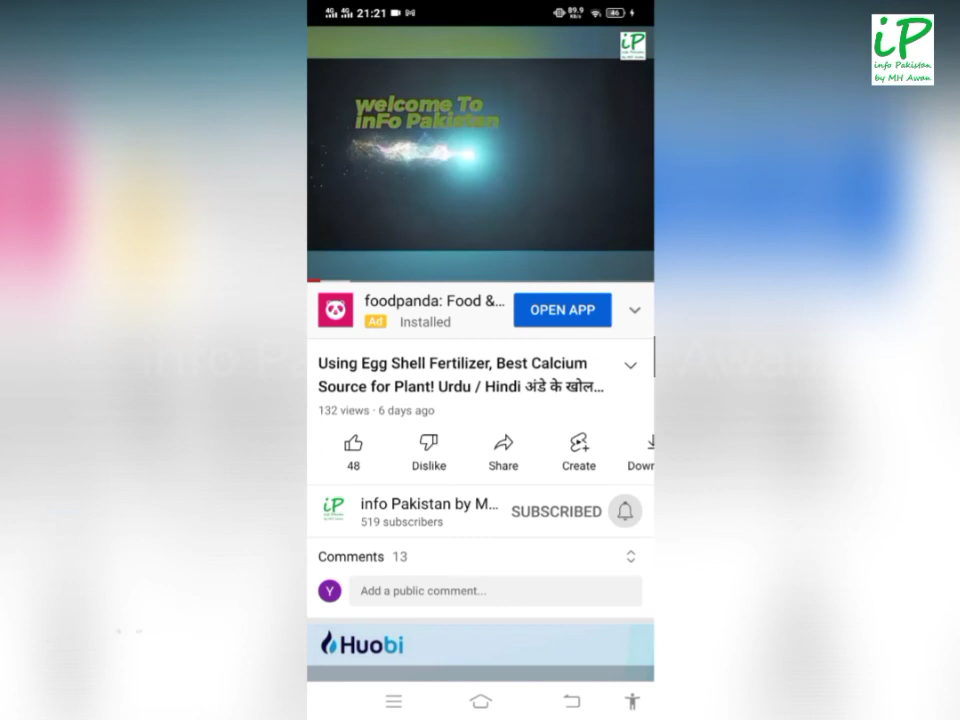 4G 4G 21:21 89.9 KB/s 46
iP
info Pakistan
by MH Awan
welcome To
inFo Pakistan
foodpanda: Food &...
OPEN APP
Ad Installed
Using Egg Shell Fertilizer, Best Calcium
Source for Plant! Urdu / Hindi अंडे के खोल...
132 views · 6 days ago
48 Dislike Share Create Down
iP
info Pakistan by M...
SUBSCRIBED
519 subscribers
Comments 13
Y
Add a public comment...
Huobi